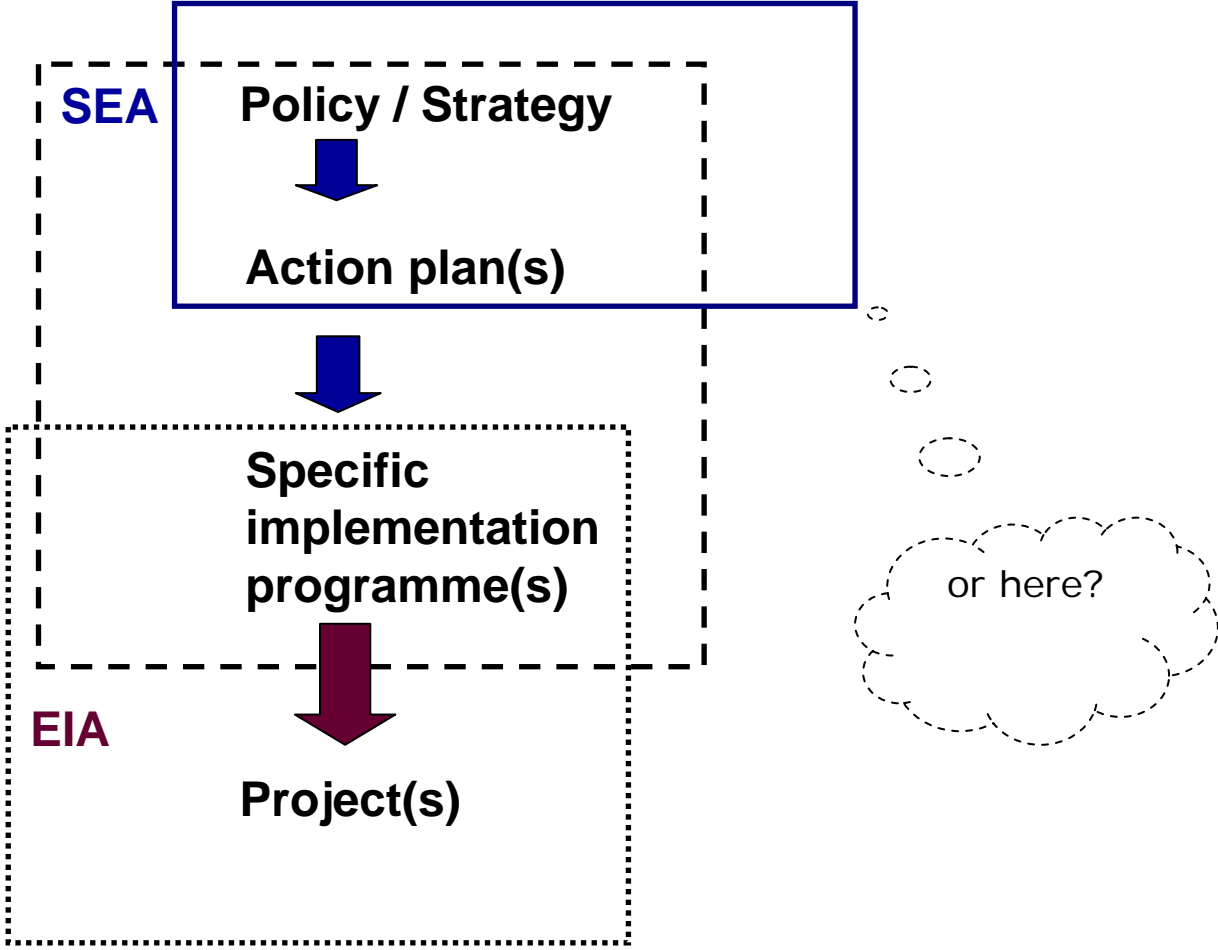 SEA
Policy / Strategy
Action plan(s)
Specific
implementation
programme(s)
or here?
EIA
Project(s)